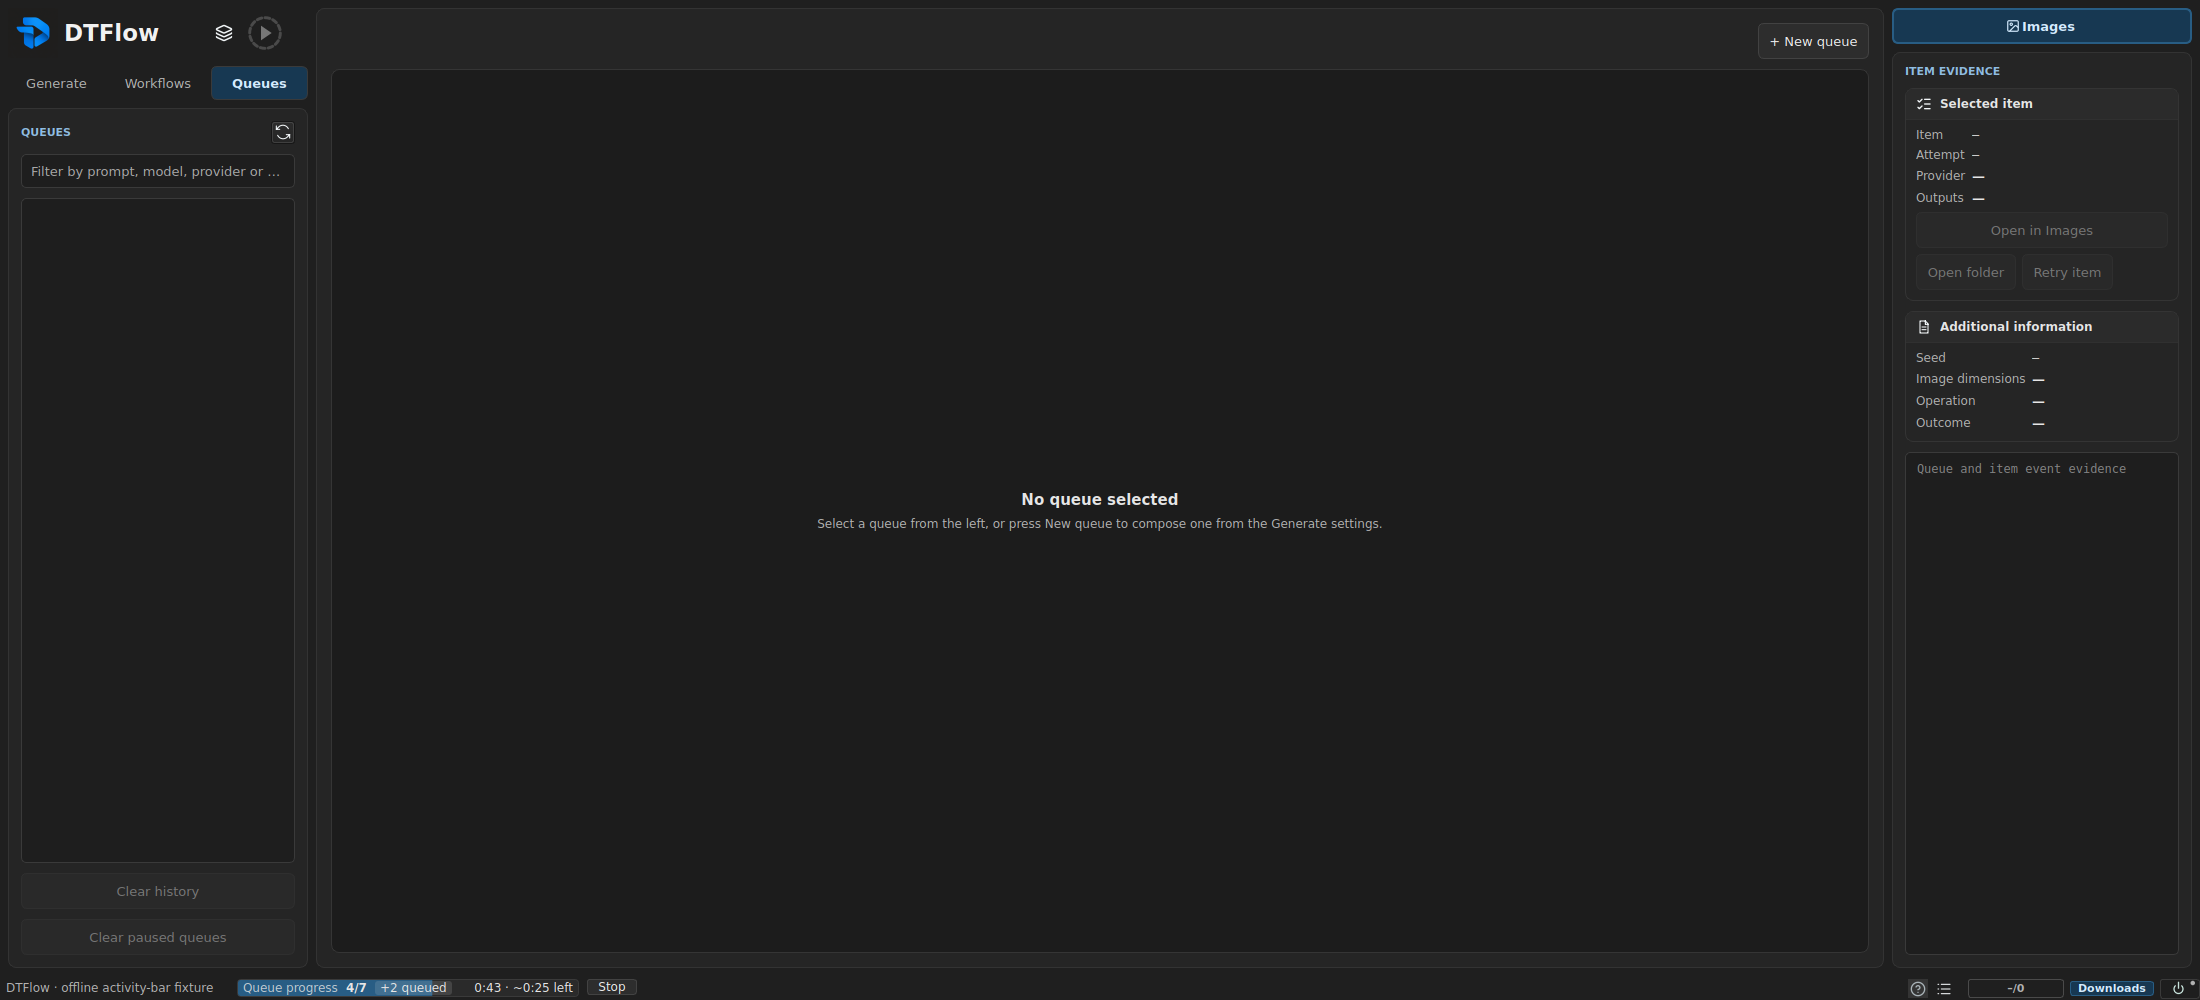 DTFlow
Generate
Workflows
Queues
QUEUES
Filter by prompt, model, provider or ...
Clear history
Clear paused queues
+ New queue
No queue selected
Select a queue from the left, or press New queue to compose one from the Generate settings.
Images
ITEM EVIDENCE
Selected item
Item –
Attempt –
Provider —
Outputs —
Open in Images
Open folder
Retry item
Additional information
Seed –
Image dimensions —
Operation —
Outcome —
Queue and item event evidence
DTFlow · offline activity-bar fixture
Queue progress 4/7 +2 queued 0:43 · ~0:25 left
Stop
–/0
Downloads